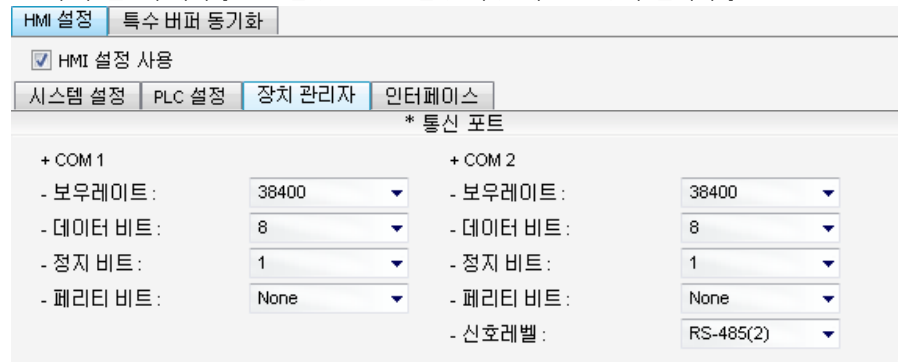 HMI 설정 특수 버퍼 동기화
HMI 설정 사용
시스템 설정 PLC 설정 장치 관리자 인터페이스
* 통신 포트
+ COM 1 + COM 2
- 보우레이트 : 38400 - 보우레이트 : 38400
- 데이터 비트 : 8 - 데이터 비트 : 8
- 정지 비트 : 1 - 정지 비트 : 1
- 페리티 비트 : None - 페리티 비트 : None
- 신호레벨 : RS-485(2)